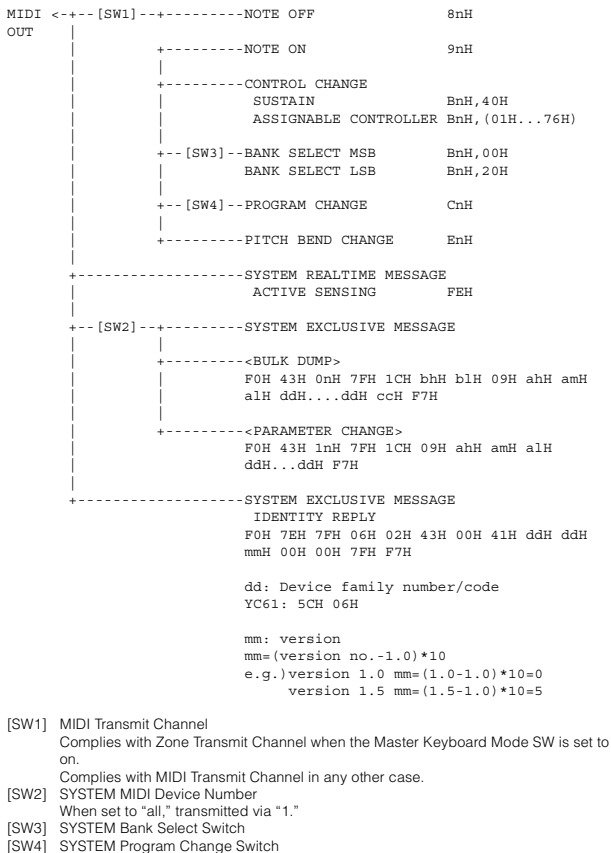 MIDI <-+--[SW1]--+---------NOTE OFF                8nH
OUT    |         |
       |         +---------NOTE ON                 9nH
       |         |
       |         +---------CONTROL CHANGE
       |         |          SUSTAIN                BnH,40H
       |         |          ASSIGNABLE CONTROLLER BnH,(01H...76H)
       |         |
       |         +--[SW3]--BANK SELECT MSB         BnH,00H
       |         |         BANK SELECT LSB         BnH,20H
       |         |
       |         +--[SW4]--PROGRAM CHANGE          CnH
       |         |
       |         +---------PITCH BEND CHANGE       EnH
       |
       +-------------------SYSTEM REALTIME MESSAGE
       |                    ACTIVE SENSING         FEH
       |
       +--[SW2]--+---------SYSTEM EXCLUSIVE MESSAGE
       |         |
       |         +---------<BULK DUMP>
       |         |         F0H 43H 0nH 7FH 1CH bhH blH 09H ahH amH
       |         |         alH ddH....ddH ccH F7H
       |         |
       |         +---------<PARAMETER CHANGE>
       |                   F0H 43H 1nH 7FH 1CH 09H ahH amH alH
       |                   ddH...ddH F7H
       |
       +-------------------SYSTEM EXCLUSIVE MESSAGE
                            IDENTITY REPLY
                           F0H 7EH 7FH 06H 02H 43H 00H 41H ddH ddH
                           mmH 00H 00H 7FH F7H

                           dd: Device family number/code
                           YC61: 5CH 06H

                           mm: version
                           mm=(version no.-1.0)*10
                           e.g.)version 1.0 mm=(1.0-1.0)*10=0
                                version 1.5 mm=(1.5-1.0)*10=5
[SW1] MIDI Transmit Channel
Complies with Zone Transmit Channel when the Master Keyboard Mode SW is set to
on.
Complies with MIDI Transmit Channel in any other case.
[SW2] SYSTEM MIDI Device Number
When set to “all,” transmitted via “1.”
[SW3] SYSTEM Bank Select Switch
[SW4] SYSTEM Program Change Switch